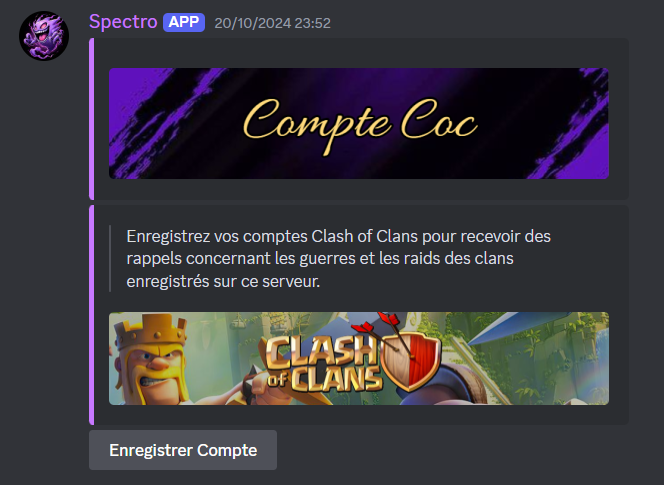 Spectro APP 20/10/2024 23:52
Compte Coc
Enregistrez vos comptes Clash of Clans pour recevoir des
rappels concernant les guerres et les raids des clans
enregistrés sur ce serveur.
CLASH
OF CLANS
Enregistrer Compte